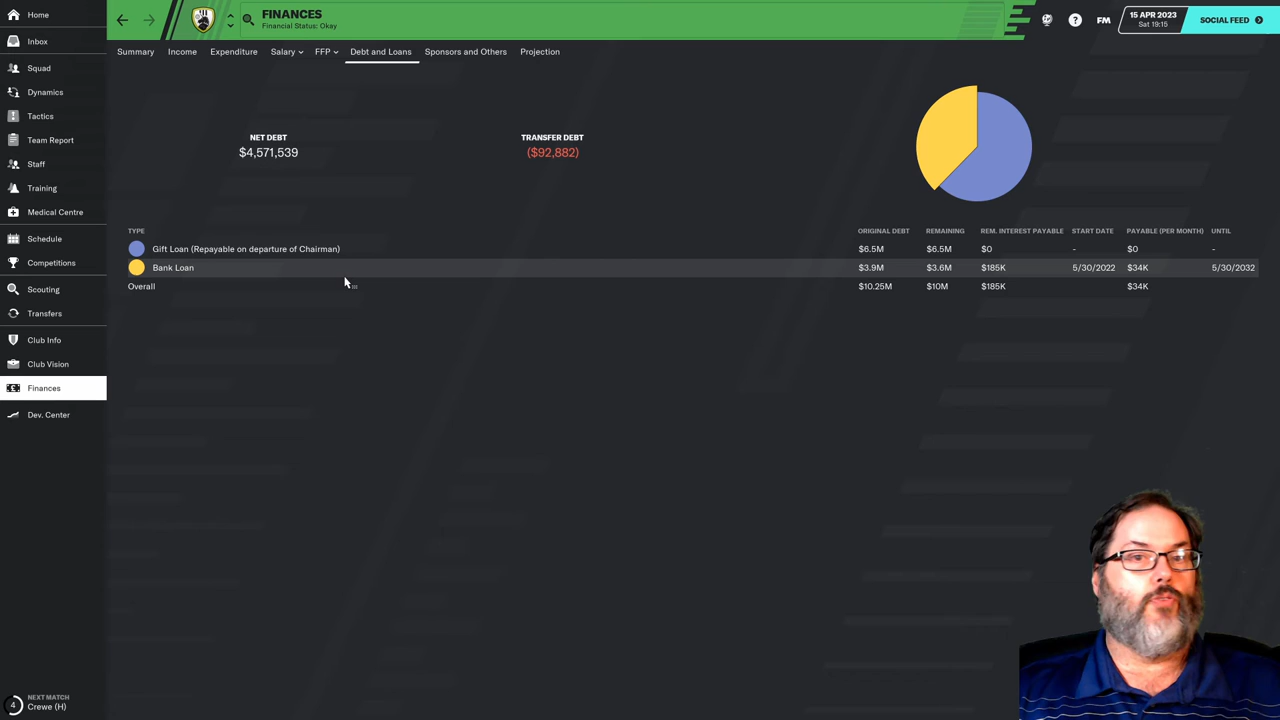 Home
Inbox
Squad
Dynamics
Tactics
Team Report
Staff
Training
Medical Centre
Schedule
Competitions
Scouting
Transfers
Club Info
Club Vision
Finances
Dev. Center
4
NEXT MATCH
Crewe (H)
FINANCES
Financial Status: Okay
?
FM
15 APR 2023
Sat 19:15
SOCIAL FEED
Summary Income Expenditure Salary FFP Debt and Loans Sponsors and Others Projection
NET DEBT
$4,571,539
TRANSFER DEBT
($92,882)
TYPE ORIGINAL DEBT REMAINING REM. INTEREST PAYABLE START DATE PAYABLE (PER MONTH) UNTIL
Gift Loan (Repayable on departure of Chairman) $6.5M $6.5M $0 - $0 -
Bank Loan $3.9M $3.6M $185K 5/30/2022 $34K 5/30/2032
Overall $10.25M $10M $185K $34K